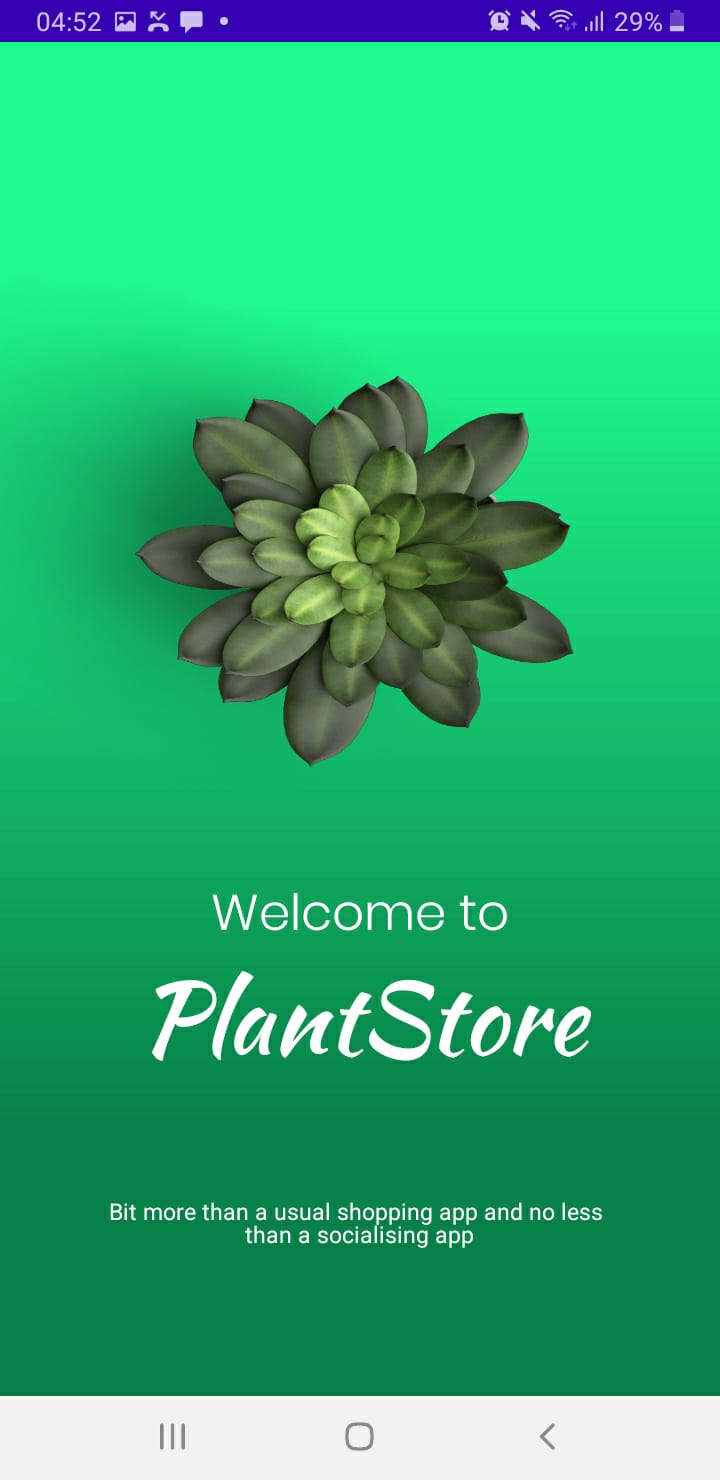 04:52 29%
Welcome to
PlantStore
Bit more than a usual shopping app and no less
than a socialising app